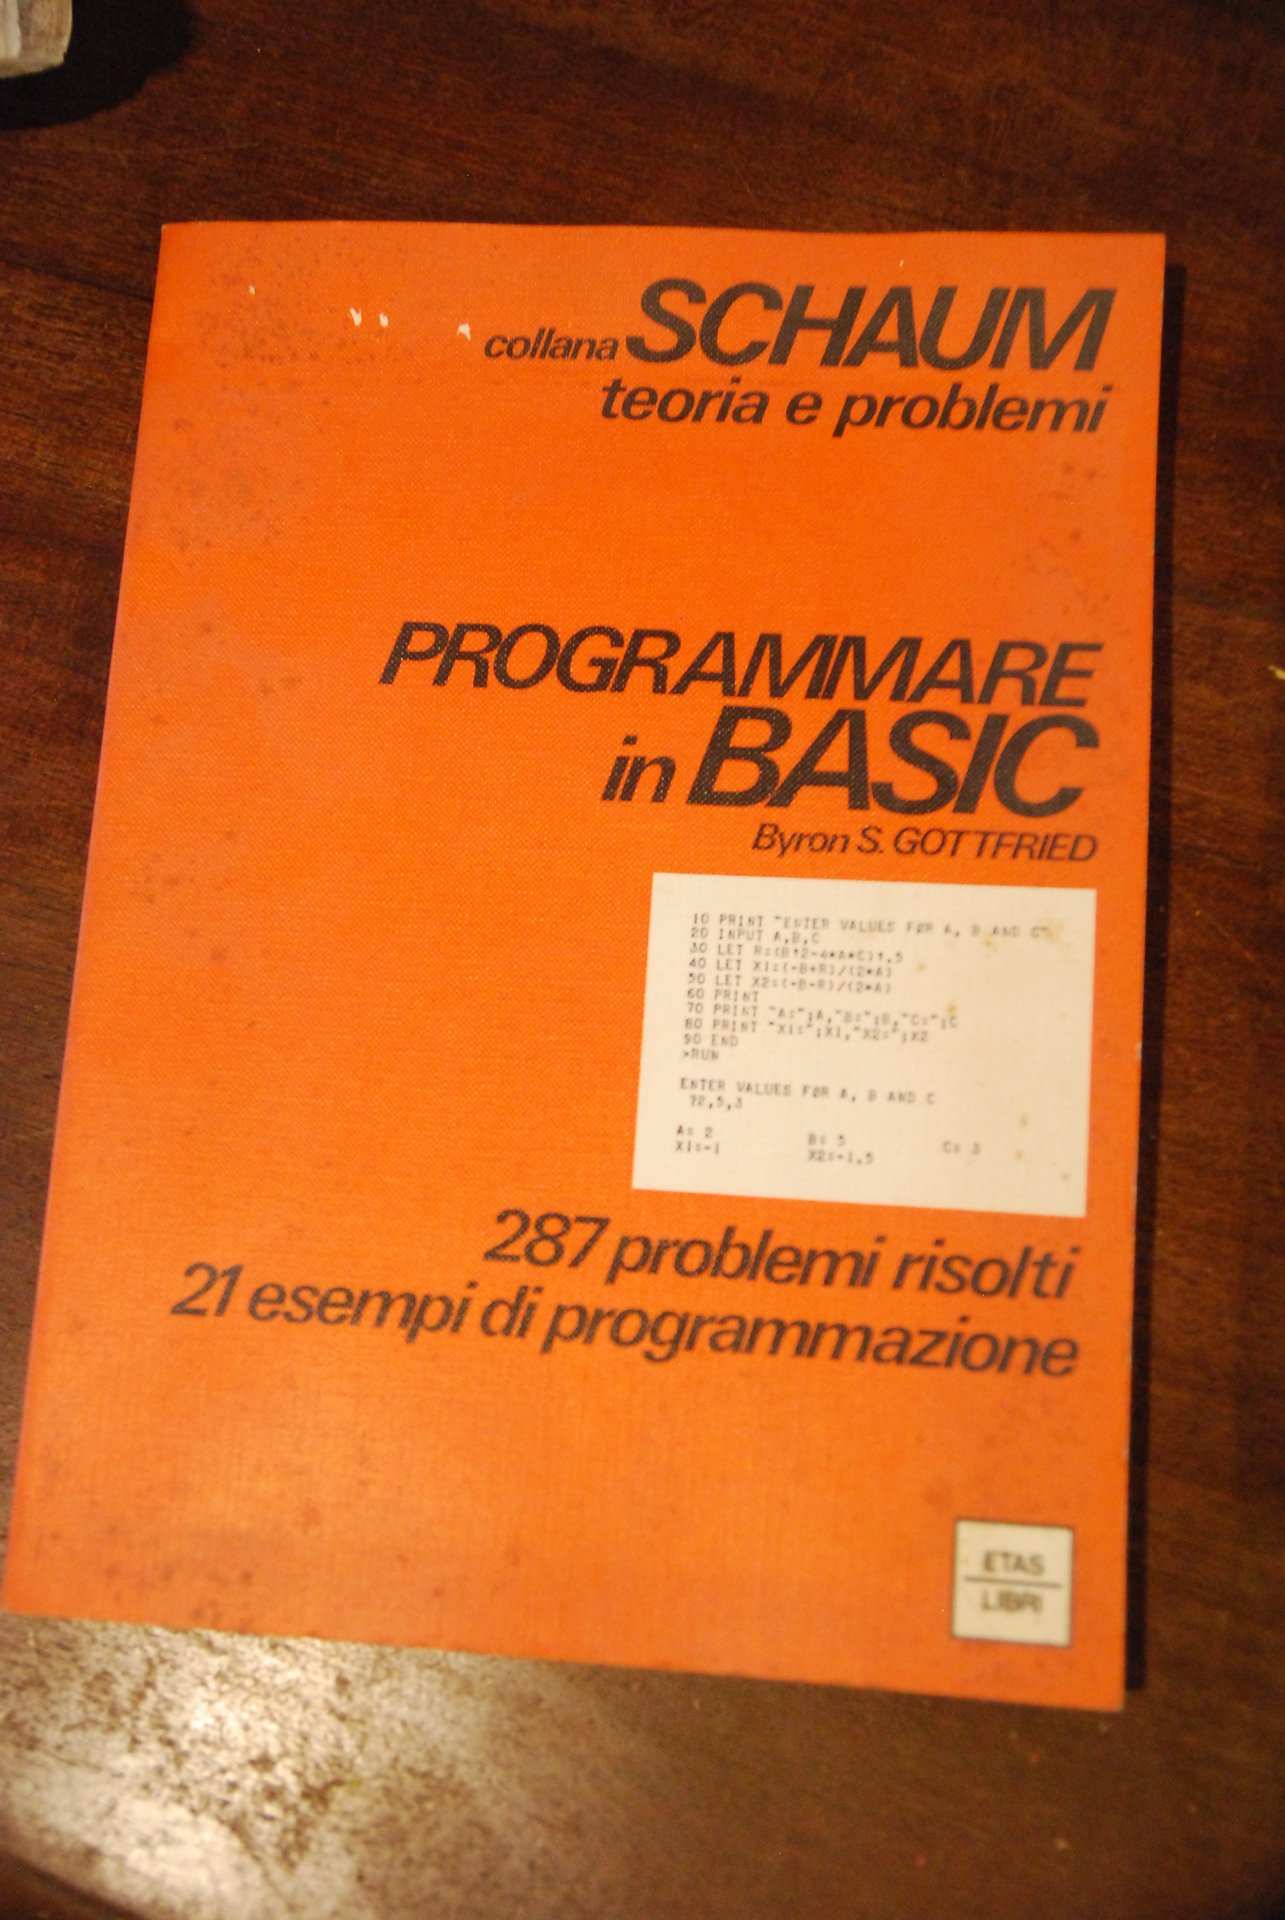 collana SCHAUM
teoria e problemi
PROGRAMMARE
in BASIC
Byron S. GOTTFRIED
10 PRINT "ENTER VALUES FØR A, B AND C"
20 INPUT A,B,C
30 LET R=(B↑2-4*A*C)↑.5
40 LET X1=(-B+R)/(2*A)
50 LET X2=(-B-R)/(2*A)
60 PRINT
70 PRINT "A=";A,"B=";B,"C=";C
80 PRINT "X1=";X1,"X2=";X2
90 END
>RUN
ENTER VALUES FØR A, B AND C
?2,5,3
A= 2 B= 5 C= 3
X1=-1 X2=-1.5
287 problemi risolti
21 esempi di programmazione
ETAS
LIBRI